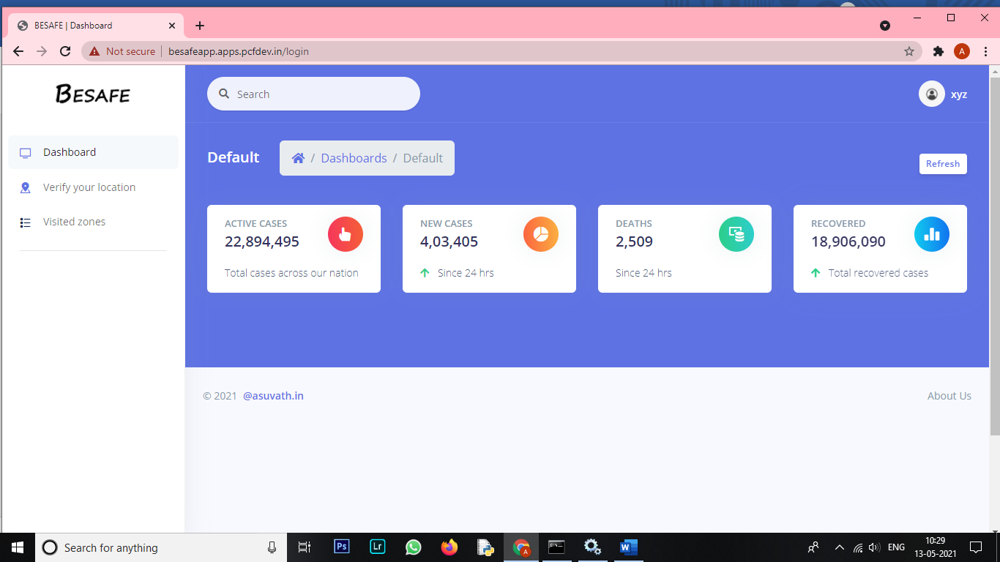 BESAFE | Dashboard
Not secure
besafeapp.apps.pcfdev.in/login
A
BESAFE
Search
xyz
Dashboard
Verify your location
Visited zones
Default
/ Dashboards / Default
Refresh
ACTIVE CASES
22,894,495
Total cases across our nation
NEW CASES
4,03,405
Since 24 hrs
DEATHS
2,509
Since 24 hrs
RECOVERED
18,906,090
Total recovered cases
© 2021 @asuvath.in
About Us
Search for anything
Ps
Lr
A
W
ENG
10:29
13-05-2021